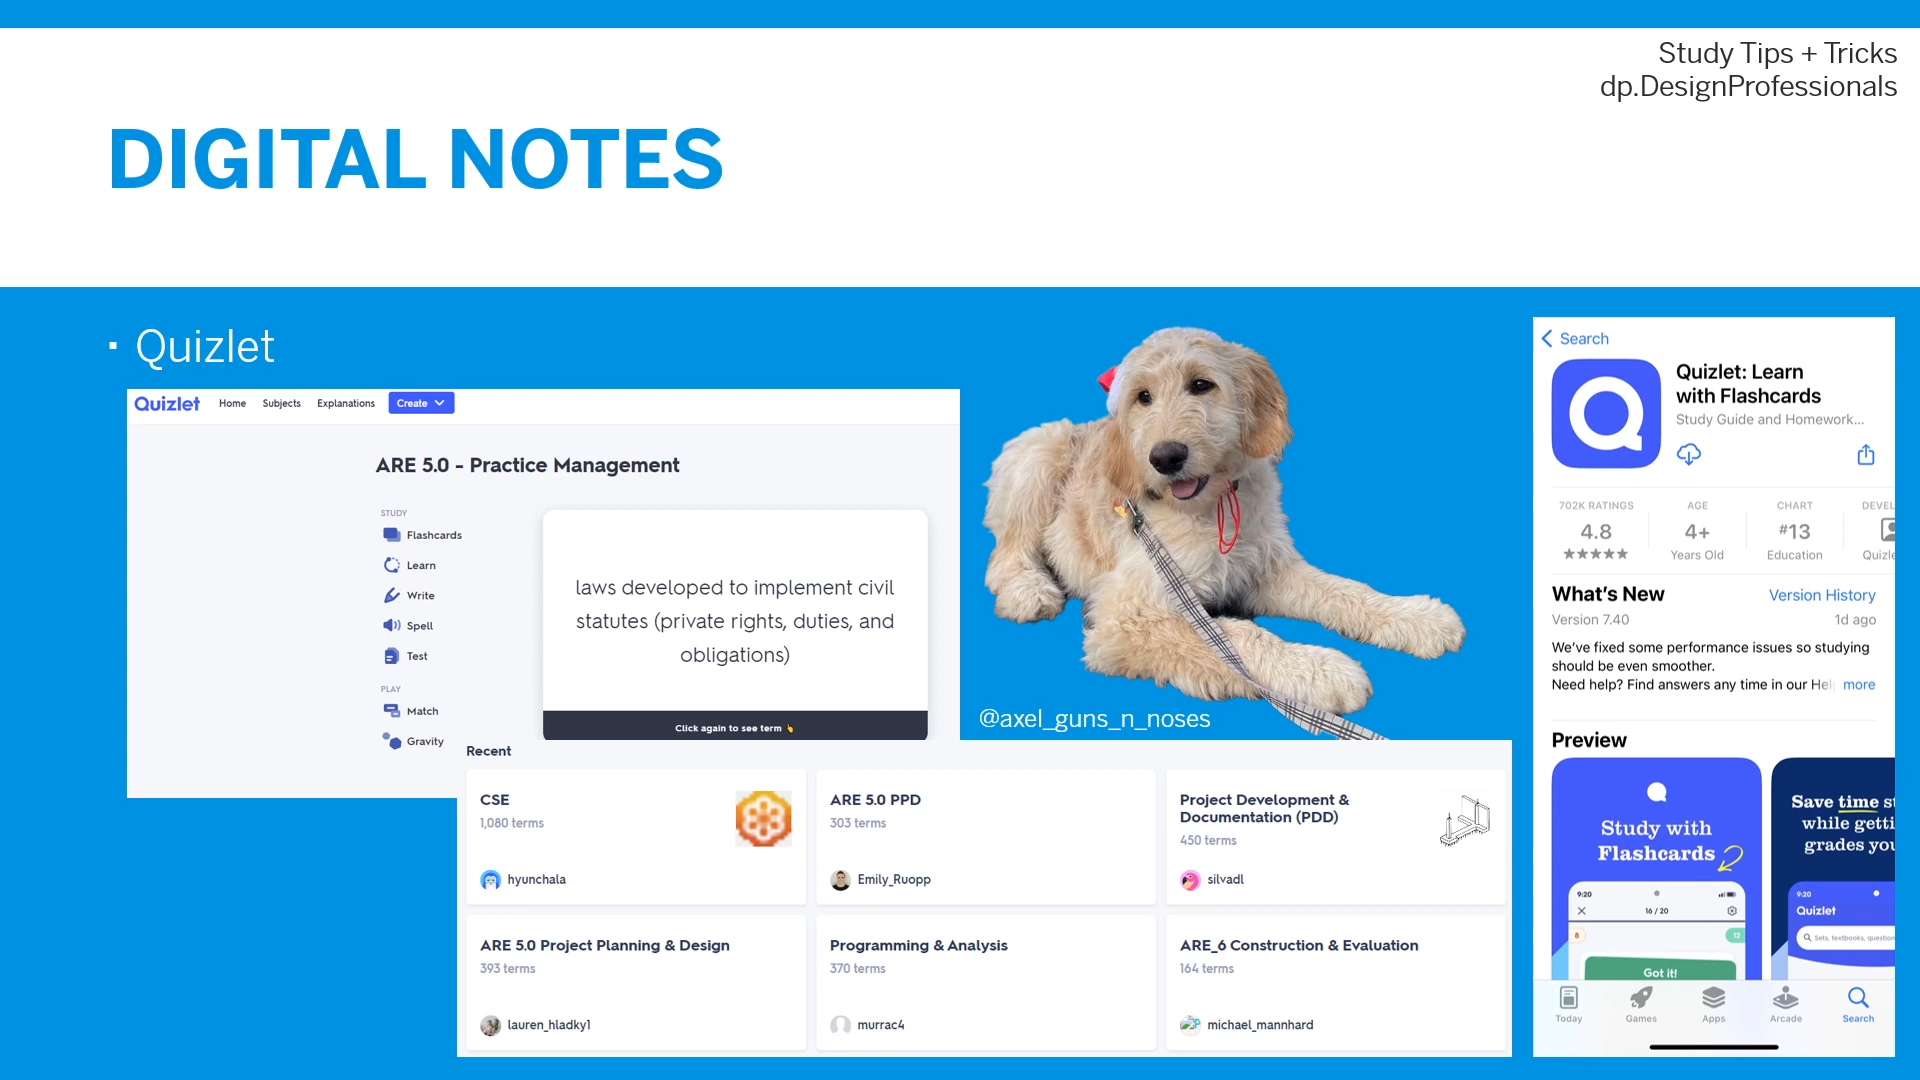 Study Tips + Tricks
dp.DesignProfessionals
DIGITAL NOTES
▪ Quizlet
Quizlet Home Subjects Explanations Create
ARE 5.0 - Practice Management
STUDY
Flashcards
Learn
Write
Spell
Test
PLAY
Match
Gravity
laws developed to implement civil
statutes (private rights, duties, and
obligations)
Click again to see term
@axel_guns_n_noses
Recent
CSE
1,080 terms
hyunchala
ARE 5.0 PPD
303 terms
Emily_Ruopp
Project Development &
Documentation (PDD)
450 terms
silvadl
ARE 5.0 Project Planning & Design
393 terms
lauren_hladky1
Programming & Analysis
370 terms
murrac4
ARE_6 Construction & Evaluation
164 terms
michael_mannhard
Search
Quizlet: Learn
with Flashcards
Study Guide and Homework...
702K RATINGS
4.8
AGE
4+
Years Old
CHART
#13
Education
DEVEL
Quizle
What's New
Version History
Version 7.40
1d ago
We've fixed some performance issues so studying
should be even smoother.
Need help? Find answers any time in our Hel more
Preview
Study with
Flashcards
9:20
16 / 20
8
12
Got it!
Save time st
while getti
grades you
9:20
Quizlet
Sets, textbooks, question
Today
Games
Apps
Arcade
Search